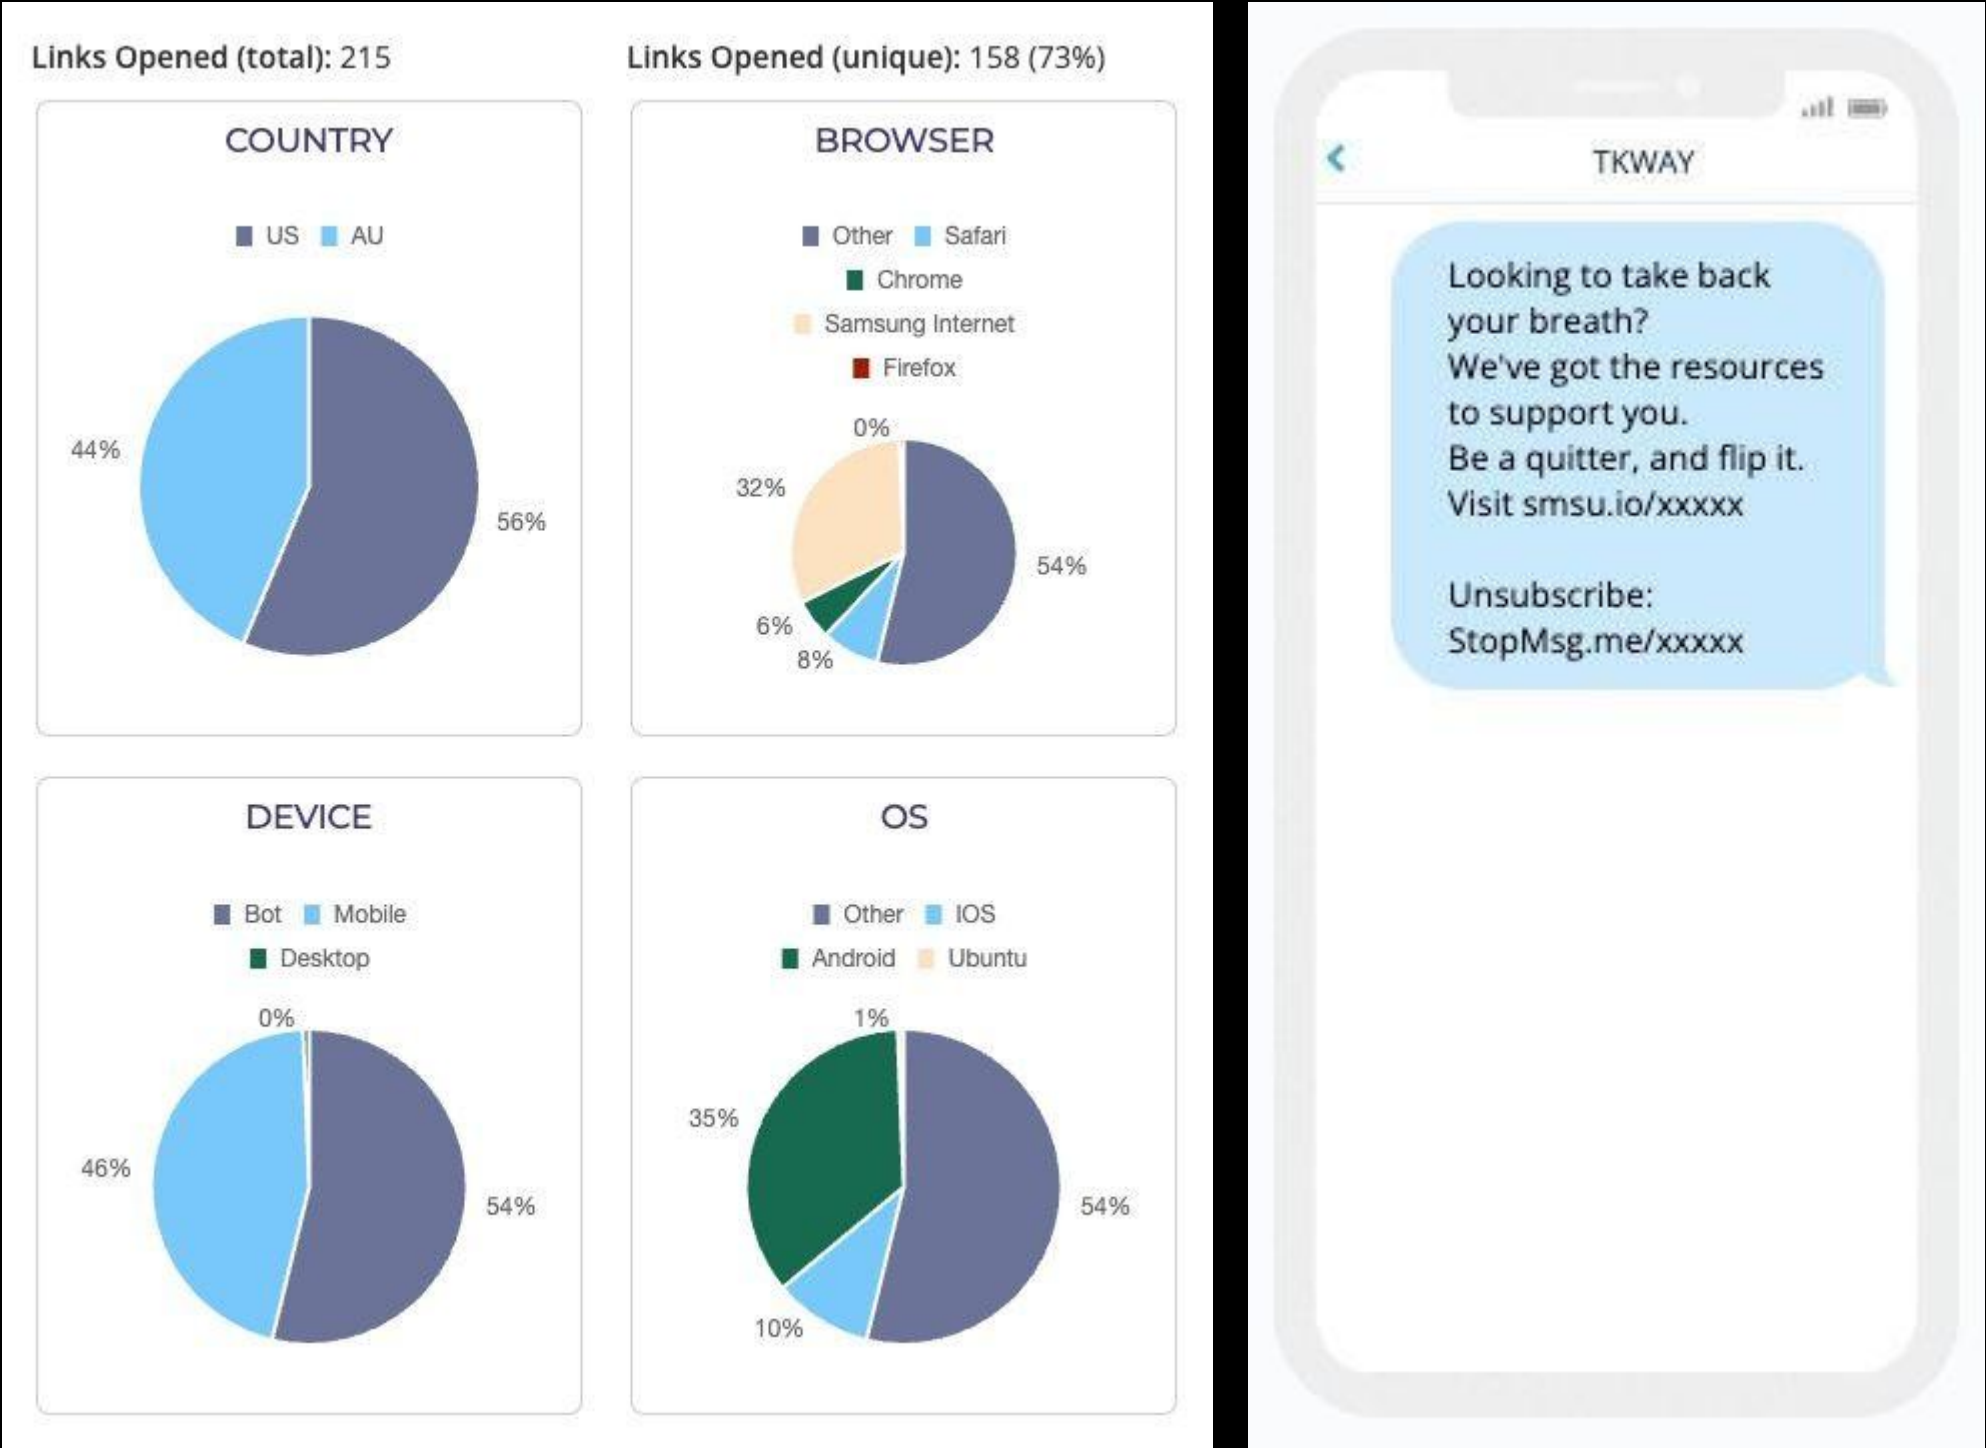 Links Opened (total): 215
Links Opened (unique): 158 (73%)
COUNTRY
US AU
44%
56%
BROWSER
Other Safari
Chrome
Samsung Internet
Firefox
0%
32%
54%
6%
8%
DEVICE
Bot Mobile
Desktop
0%
46%
54%
OS
Other IOS
Android Ubuntu
1%
35%
54%
10%
TKWAY
Looking to take back
your breath?
We've got the resources
to support you.
Be a quitter, and flip it.
Visit smsu.io/xxxxx
Unsubscribe:
StopMsg.me/xxxxx